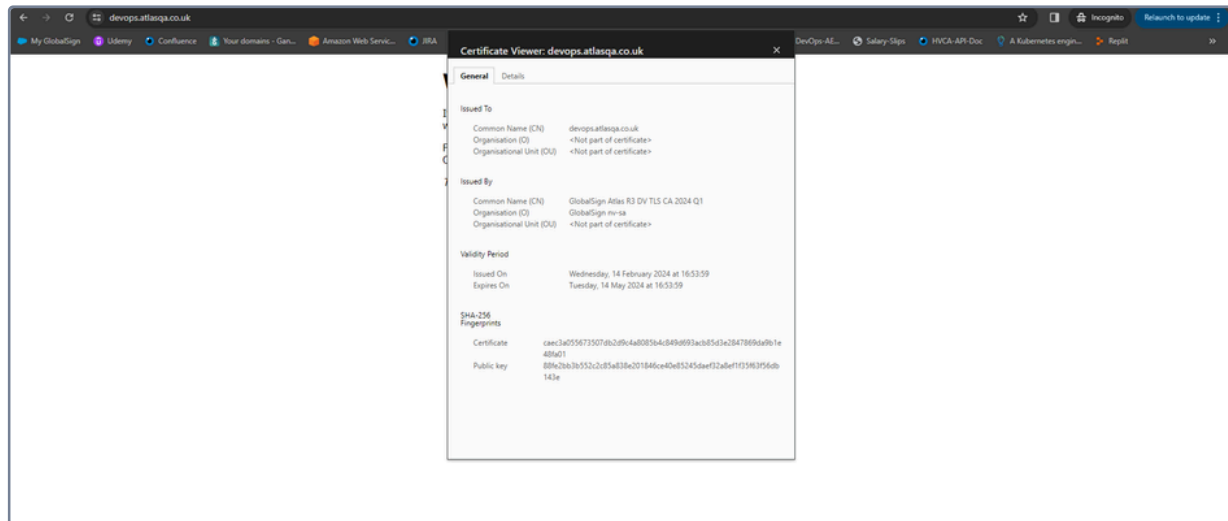 devops.atlasqa.co.uk
Incognito
Relaunch to update
My GlobalSign
Udemy
Confluence
Your domains - Gan...
Amazon Web Servic...
JIRA
DevOps-AE...
Salary-Slips
HVCA-API-Doc
A Kubernetes engin...
Replit
Certificate Viewer: devops.atlasqa.co.uk
General Details
Issued To
Common Name (CN) devops.atlasqa.co.uk
Organisation (O) <Not part of certificate>
Organisational Unit (OU) <Not part of certificate>
Issued By
Common Name (CN) GlobalSign Atlas R3 DV TLS CA 2024 Q1
Organisation (O) GlobalSign nv-sa
Organisational Unit (OU) <Not part of certificate>
Validity Period
Issued On Wednesday, 14 February 2024 at 16:53:59
Expires On Tuesday, 14 May 2024 at 16:53:59
SHA-256
Fingerprints
Certificate caec3a055673507db2d9c4a8085b4c849d693acb85d3e2847869da9b1e
48fa01
Public key 88fe2bb3b552c2c85a838e201846ce40e85245daef32a8ef1f35f63f56db
143e